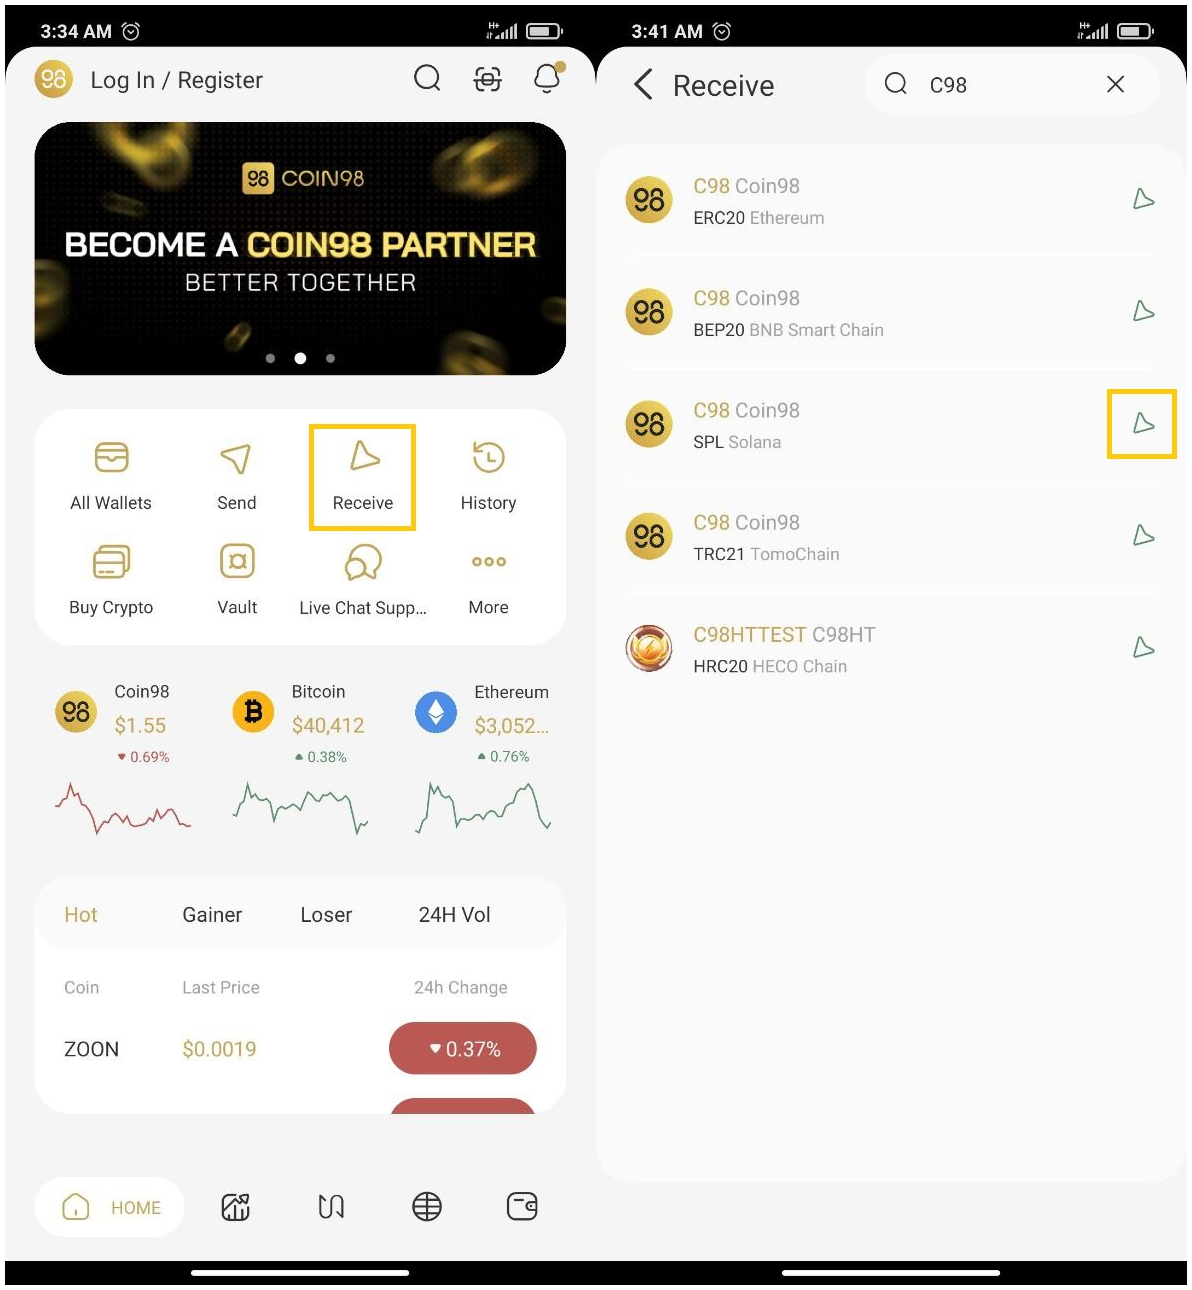 3:34 AM
Log In / Register
98 COIN98
BECOME A COIN98 PARTNER
BETTER TOGETHER
All Wallets Send Receive History
Buy Crypto Vault Live Chat Supp... More
Coin98 Bitcoin Ethereum
$1.55 $40,412 $3,052...
0.69% 0.38% 0.76%
Hot Gainer Loser 24H Vol
Coin Last Price 24h Change
ZOON $0.0019 0.37%
HOME
3:41 AM
Receive C98
C98 Coin98
ERC20 Ethereum
C98 Coin98
BEP20 BNB Smart Chain
C98 Coin98
SPL Solana
C98 Coin98
TRC21 TomoChain
C98HTTEST C98HT
HRC20 HECO Chain